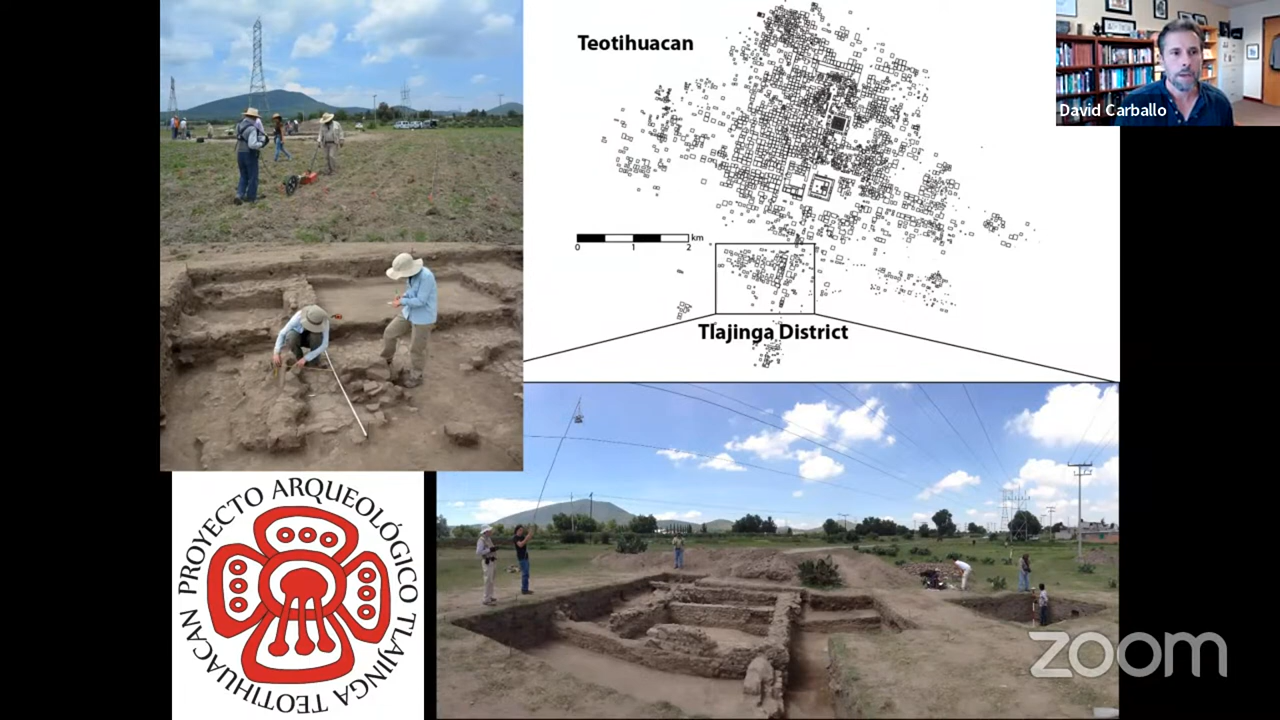 Teotihuacan
David Carballo
km
0 1 2
Tlajinga District
PROYECTO ARQUEOLÓGICO TLAJINGA TEOTIHUACAN
zoom